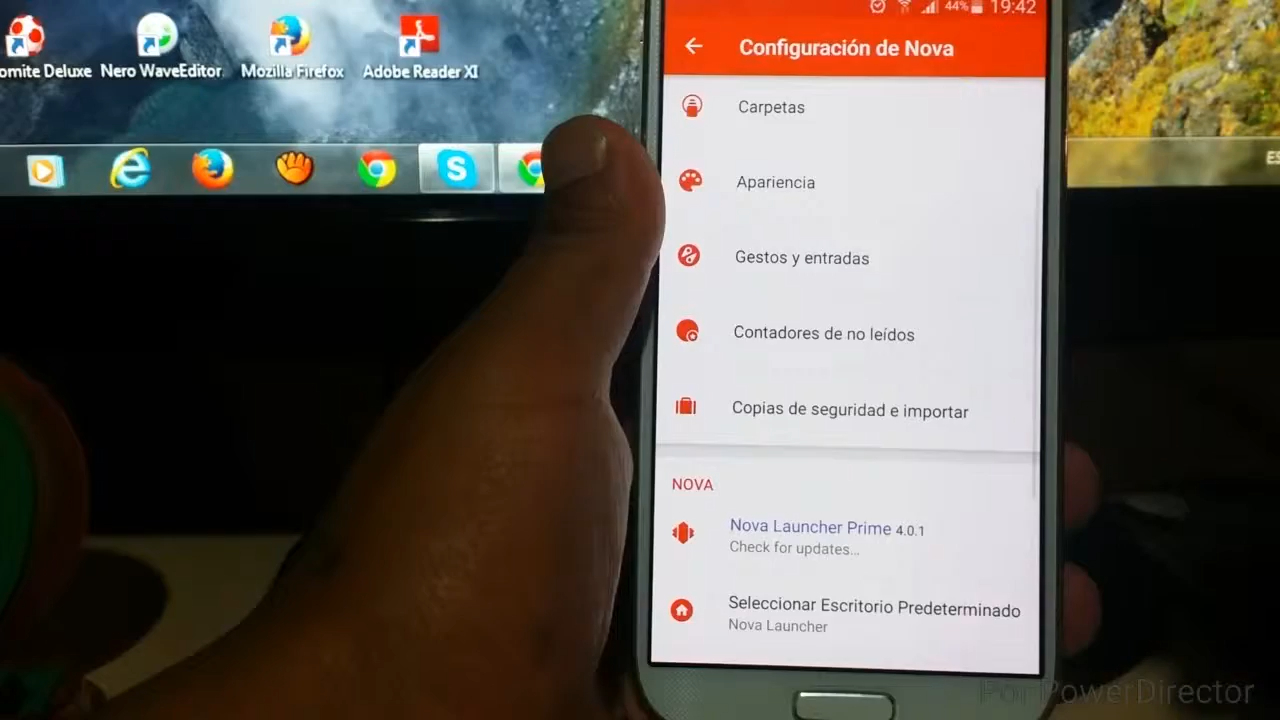 omite Deluxe
Nero WaveEditor
Mozilla Firefox
Adobe Reader XI
ES
44%
19:42
Configuración de Nova
Carpetas
Apariencia
Gestos y entradas
Contadores de no leídos
Copias de seguridad e importar
NOVA
Nova Launcher Prime 4.0.1
Check for updates...
Seleccionar Escritorio Predeterminado
Nova Launcher
For PowerDirector